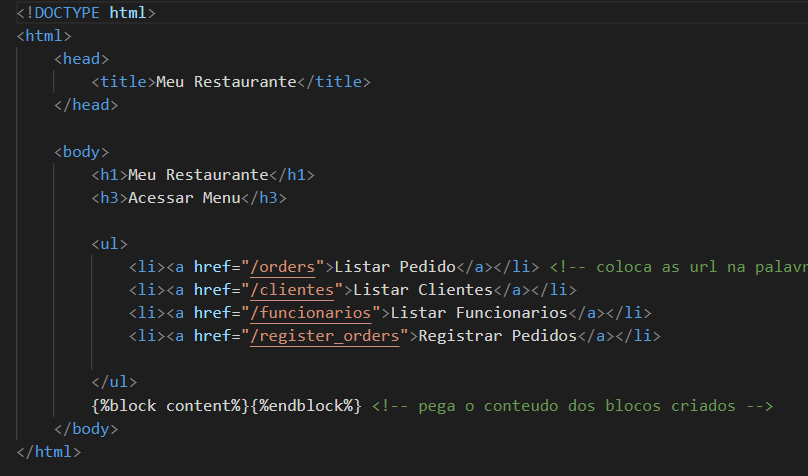 <!DOCTYPE html>
<html>
<head>
<title>Meu Restaurante</title>
</head>
<body>
<h1>Meu Restaurante</h1>
<h3>Acessar Menu</h3>
<ul>
<li><a href="/orders">Listar Pedido</a></li> <!-- coloca as url na
<li><a href="/clientes">Listar Clientes</a></li>
<li><a href="/funcionarios">Listar Funcionarios</a></li>
<li><a href="/register_orders">Registrar Pedidos</a></li>
</ul>
{%block content%}{%endblock%} <!-- pega o conteudo dos blocos criados -->
</body>
</html>